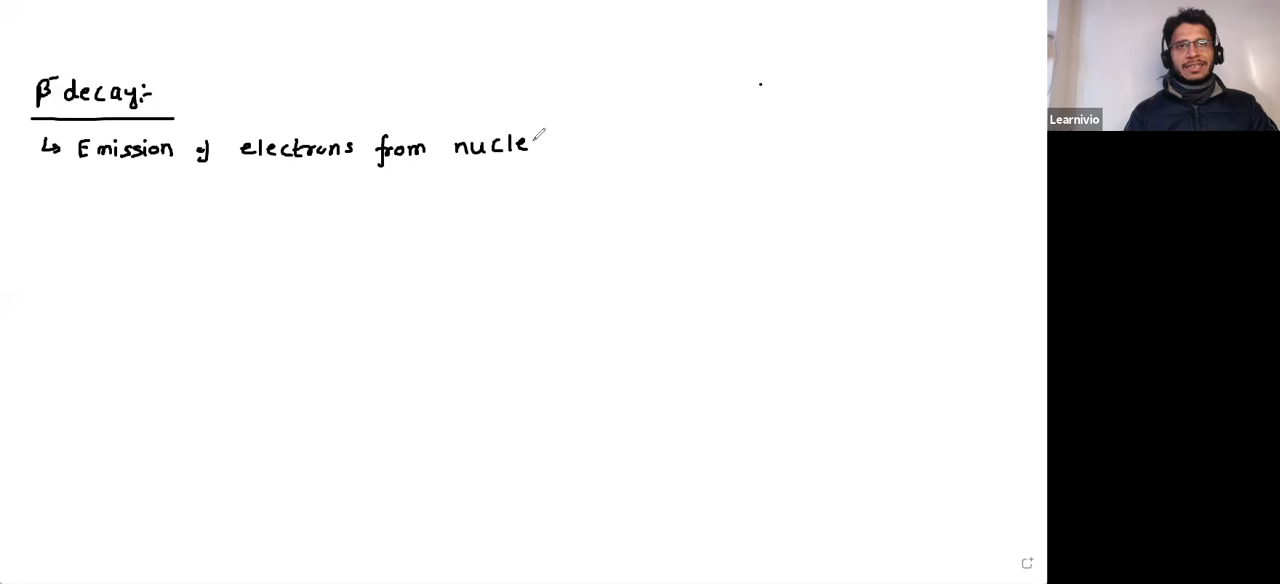 β⁻ decay:-
↳ Emission of electrons from nucle
Learnivio